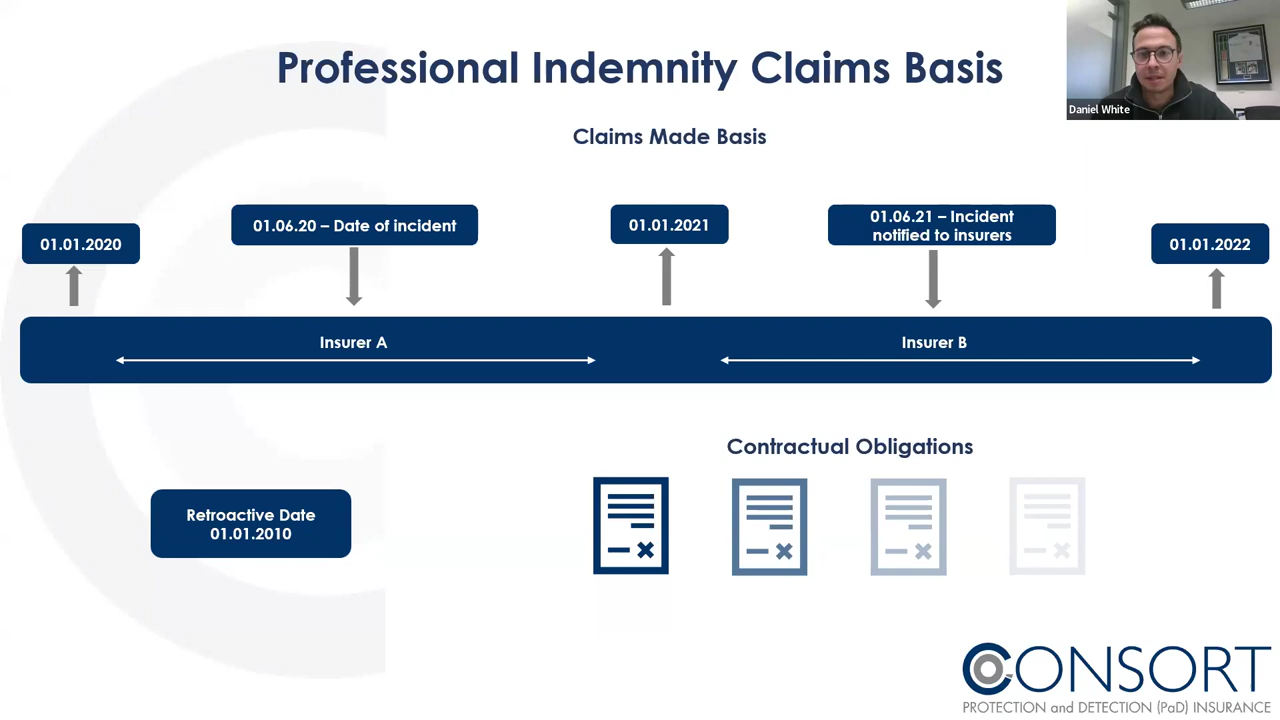 Professional Indemnity Claims Basis
Daniel White
Claims Made Basis
01.01.2020
01.06.20 – Date of incident
01.01.2021
01.06.21 – Incident
notified to insurers
01.01.2022
Insurer A
Insurer B
Contractual Obligations
Retroactive Date
01.01.2010
CONSORT
PROTECTION and DETECTION (PaD) INSURANCE